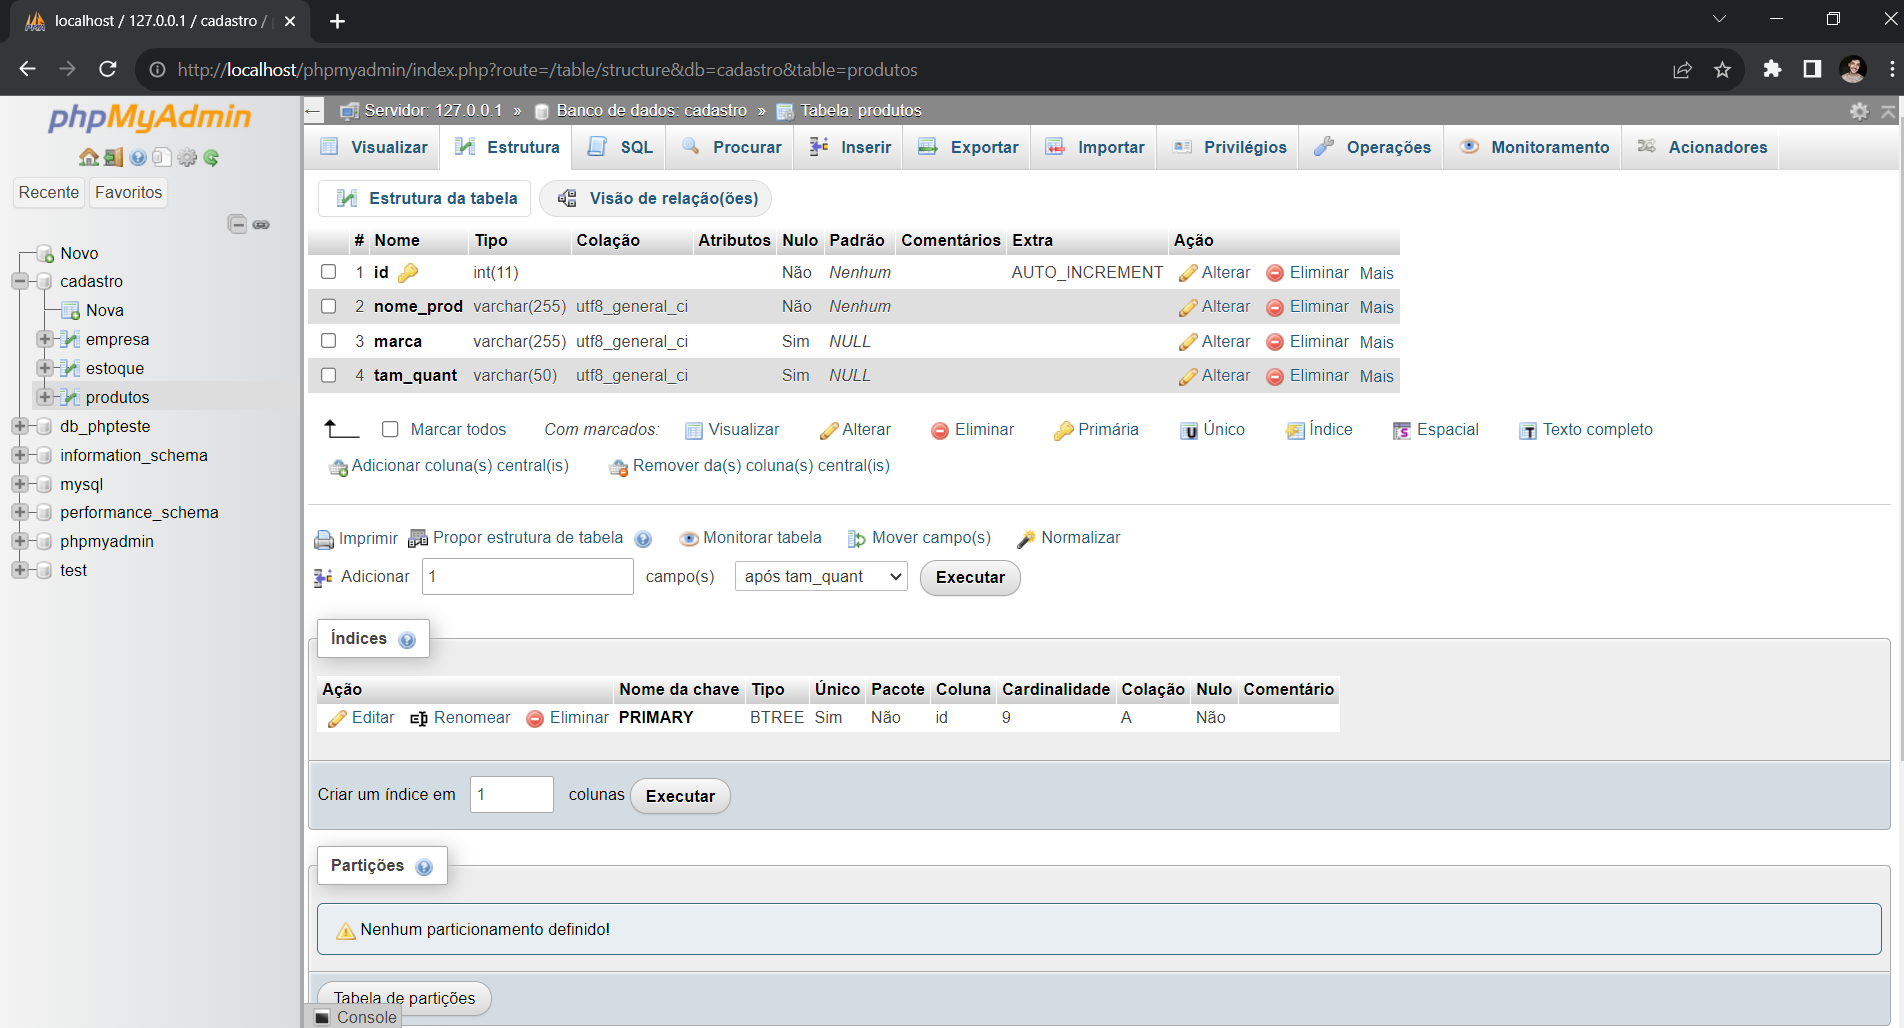 localhost / 127.0.0.1 / cadastro /
http://localhost/phpmyadmin/index.php?route=/table/structure&db=cadastro&table=produtos
phpMyAdmin
Recente Favoritos
Novo
cadastro
Nova
empresa
estoque
produtos
db_phpteste
information_schema
mysql
performance_schema
phpmyadmin
test
Servidor: 127.0.0.1 » Banco de dados: cadastro » Tabela: produtos
Visualizar Estrutura SQL Procurar Inserir Exportar Importar Privilégios Operações Monitoramento Acionadores
Estrutura da tabela Visão de relação(ões)
# Nome Tipo Colação Atributos Nulo Padrão Comentários Extra Ação
1 id int(11) Não Nenhum AUTO_INCREMENT Alterar Eliminar Mais
2 nome_prod varchar(255) utf8_general_ci Não Nenhum Alterar Eliminar Mais
3 marca varchar(255) utf8_general_ci Sim NULL Alterar Eliminar Mais
4 tam_quant varchar(50) utf8_general_ci Sim NULL Alterar Eliminar Mais
Marcar todos Com marcados: Visualizar Alterar Eliminar Primária Único Índice Espacial Texto completo
Adicionar coluna(s) central(is) Remover da(s) coluna(s) central(is)
Imprimir Propor estrutura de tabela Monitorar tabela Mover campo(s) Normalizar
Adicionar 1 campo(s) após tam_quant Executar
Índices
Ação Nome da chave Tipo Único Pacote Coluna Cardinalidade Colação Nulo Comentário
Editar Renomear Eliminar PRIMARY BTREE Sim Não id 9 A Não
Criar um índice em 1 colunas Executar
Partições
Nenhum particionamento definido!
Tabela de partições
Console